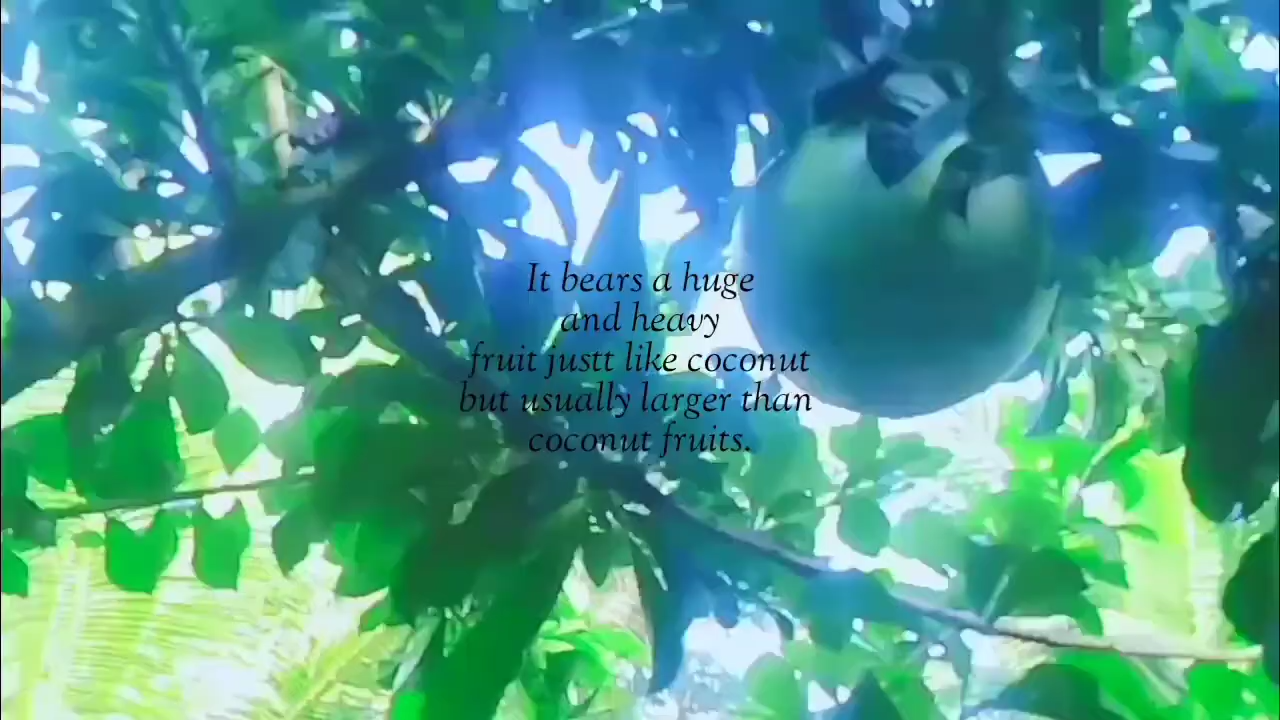 It bears a huge
and heavy
fruit justt like coconut
but usually larger than
coconut fruits.